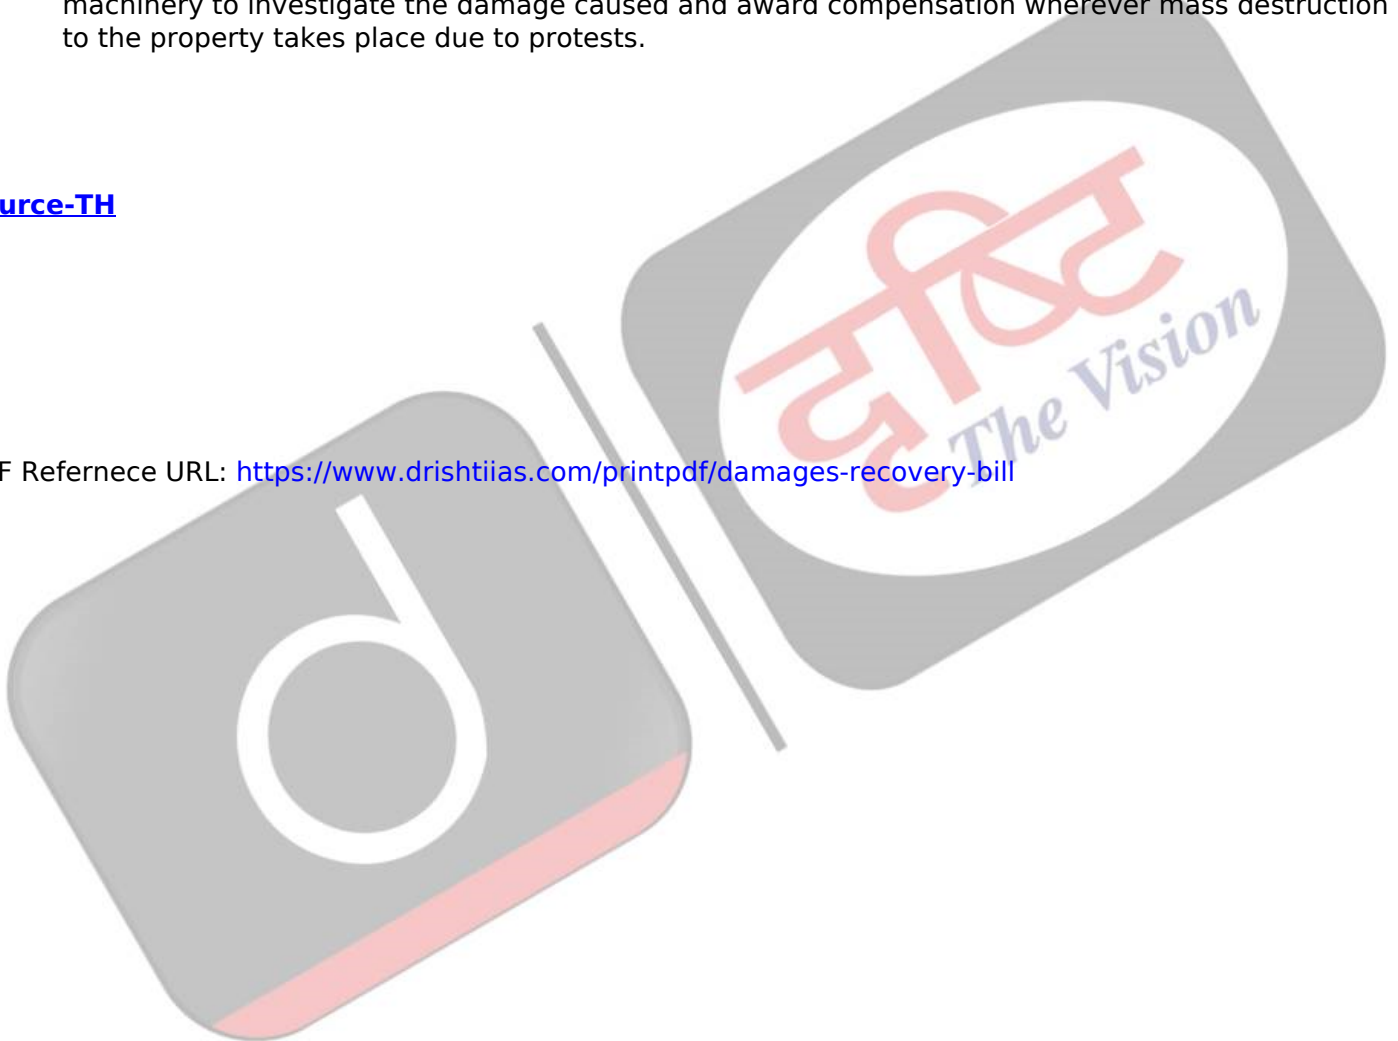 machinery to investigate the damage caused and award compensation wherever mass destruction
to the property takes place due to protests.
urce-TH
F Refernece URL: https://www.drishtiias.com/printpdf/damages-recovery-bill
दृष्टि
The Vision
d